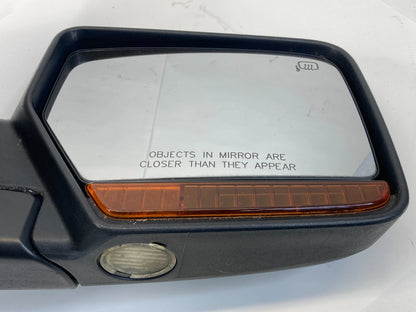 OBJECTS IN MIRROR ARE
CLOSER THAN THEY APPEAR